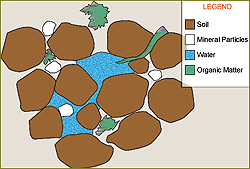 LEGEND
Soil
Mineral Particles
Water
Organic Matter